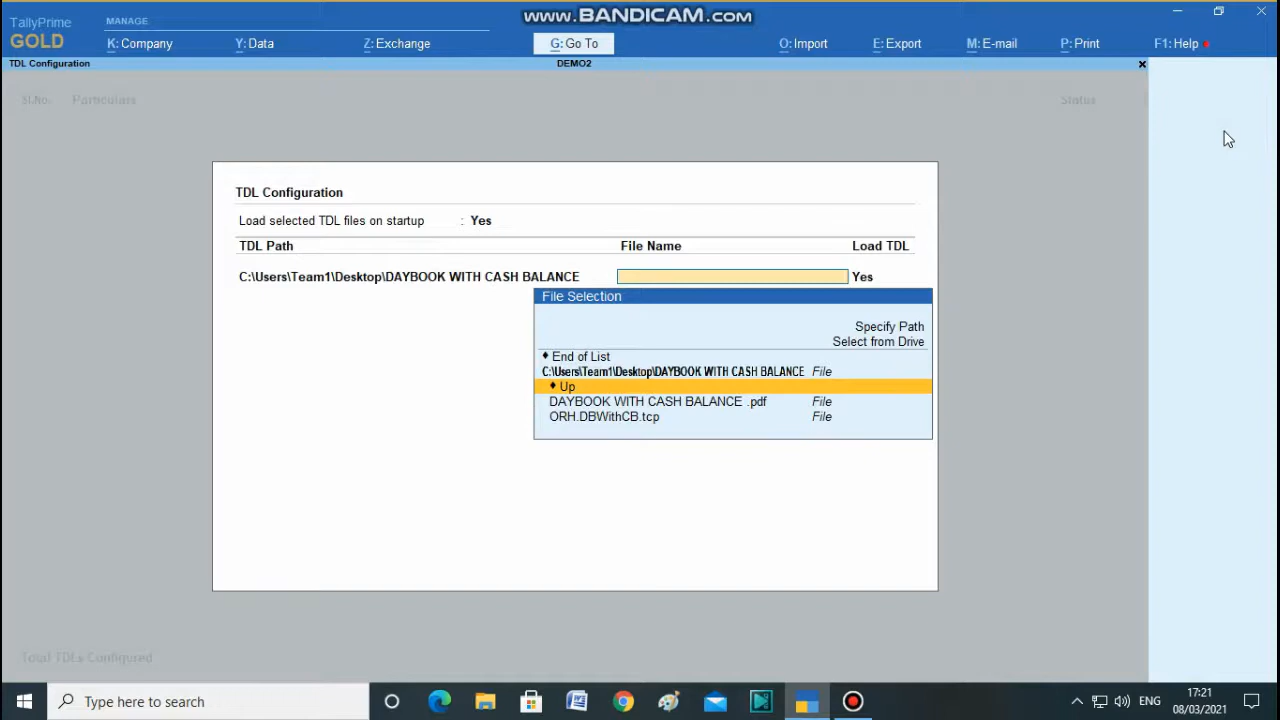 www.BANDICAM.com
TallyPrime
GOLD
MANAGE
K: Company
Y: Data
Z: Exchange
G: Go To
O: Import
E: Export
M: E-mail
P: Print
F1: Help
TDL Configuration
DEMO2
Sl.No.
Particulars
Status
TDL Configuration
Load selected TDL files on startup : Yes
TDL Path File Name Load TDL
C:\Users\Team1\Desktop\DAYBOOK WITH CASH BALANCE Yes
File Selection
Specify Path
Select from Drive
♦ End of List
C:\Users\Team1\Desktop\DAYBOOK WITH CASH BALANCE File
♦ Up
DAYBOOK WITH CASH BALANCE .pdf File
ORH.DBWithCB.tcp File
Total TDLs Configured
Type here to search
ENG
17:21
08/03/2021